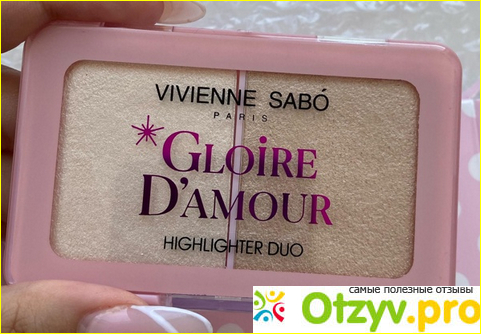 VIVIENNE SABÓ
PARIS
GLOIRE
D'AMOUR
HIGHLIGHTER DUO
самые полезные отзывы
Otzyv.pro